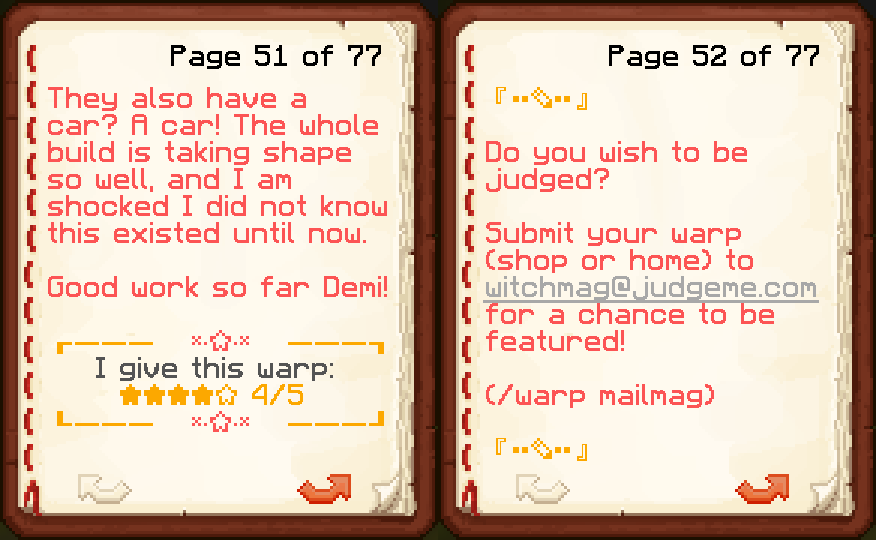 Page 51 of 77
They also have a
car? A car! The whole
build is taking shape
so well, and I am
shocked I did not know
this existed until now.
Good work so far Demi!
I give this warp:
★★★★☆ 4/5
Page 52 of 77
『··✎··』
Do you wish to be
judged?
Submit your warp
(shop or home) to
witchmag@judgeme.com
for a chance to be
featured!
(/warp mailmag)
『··✎··』